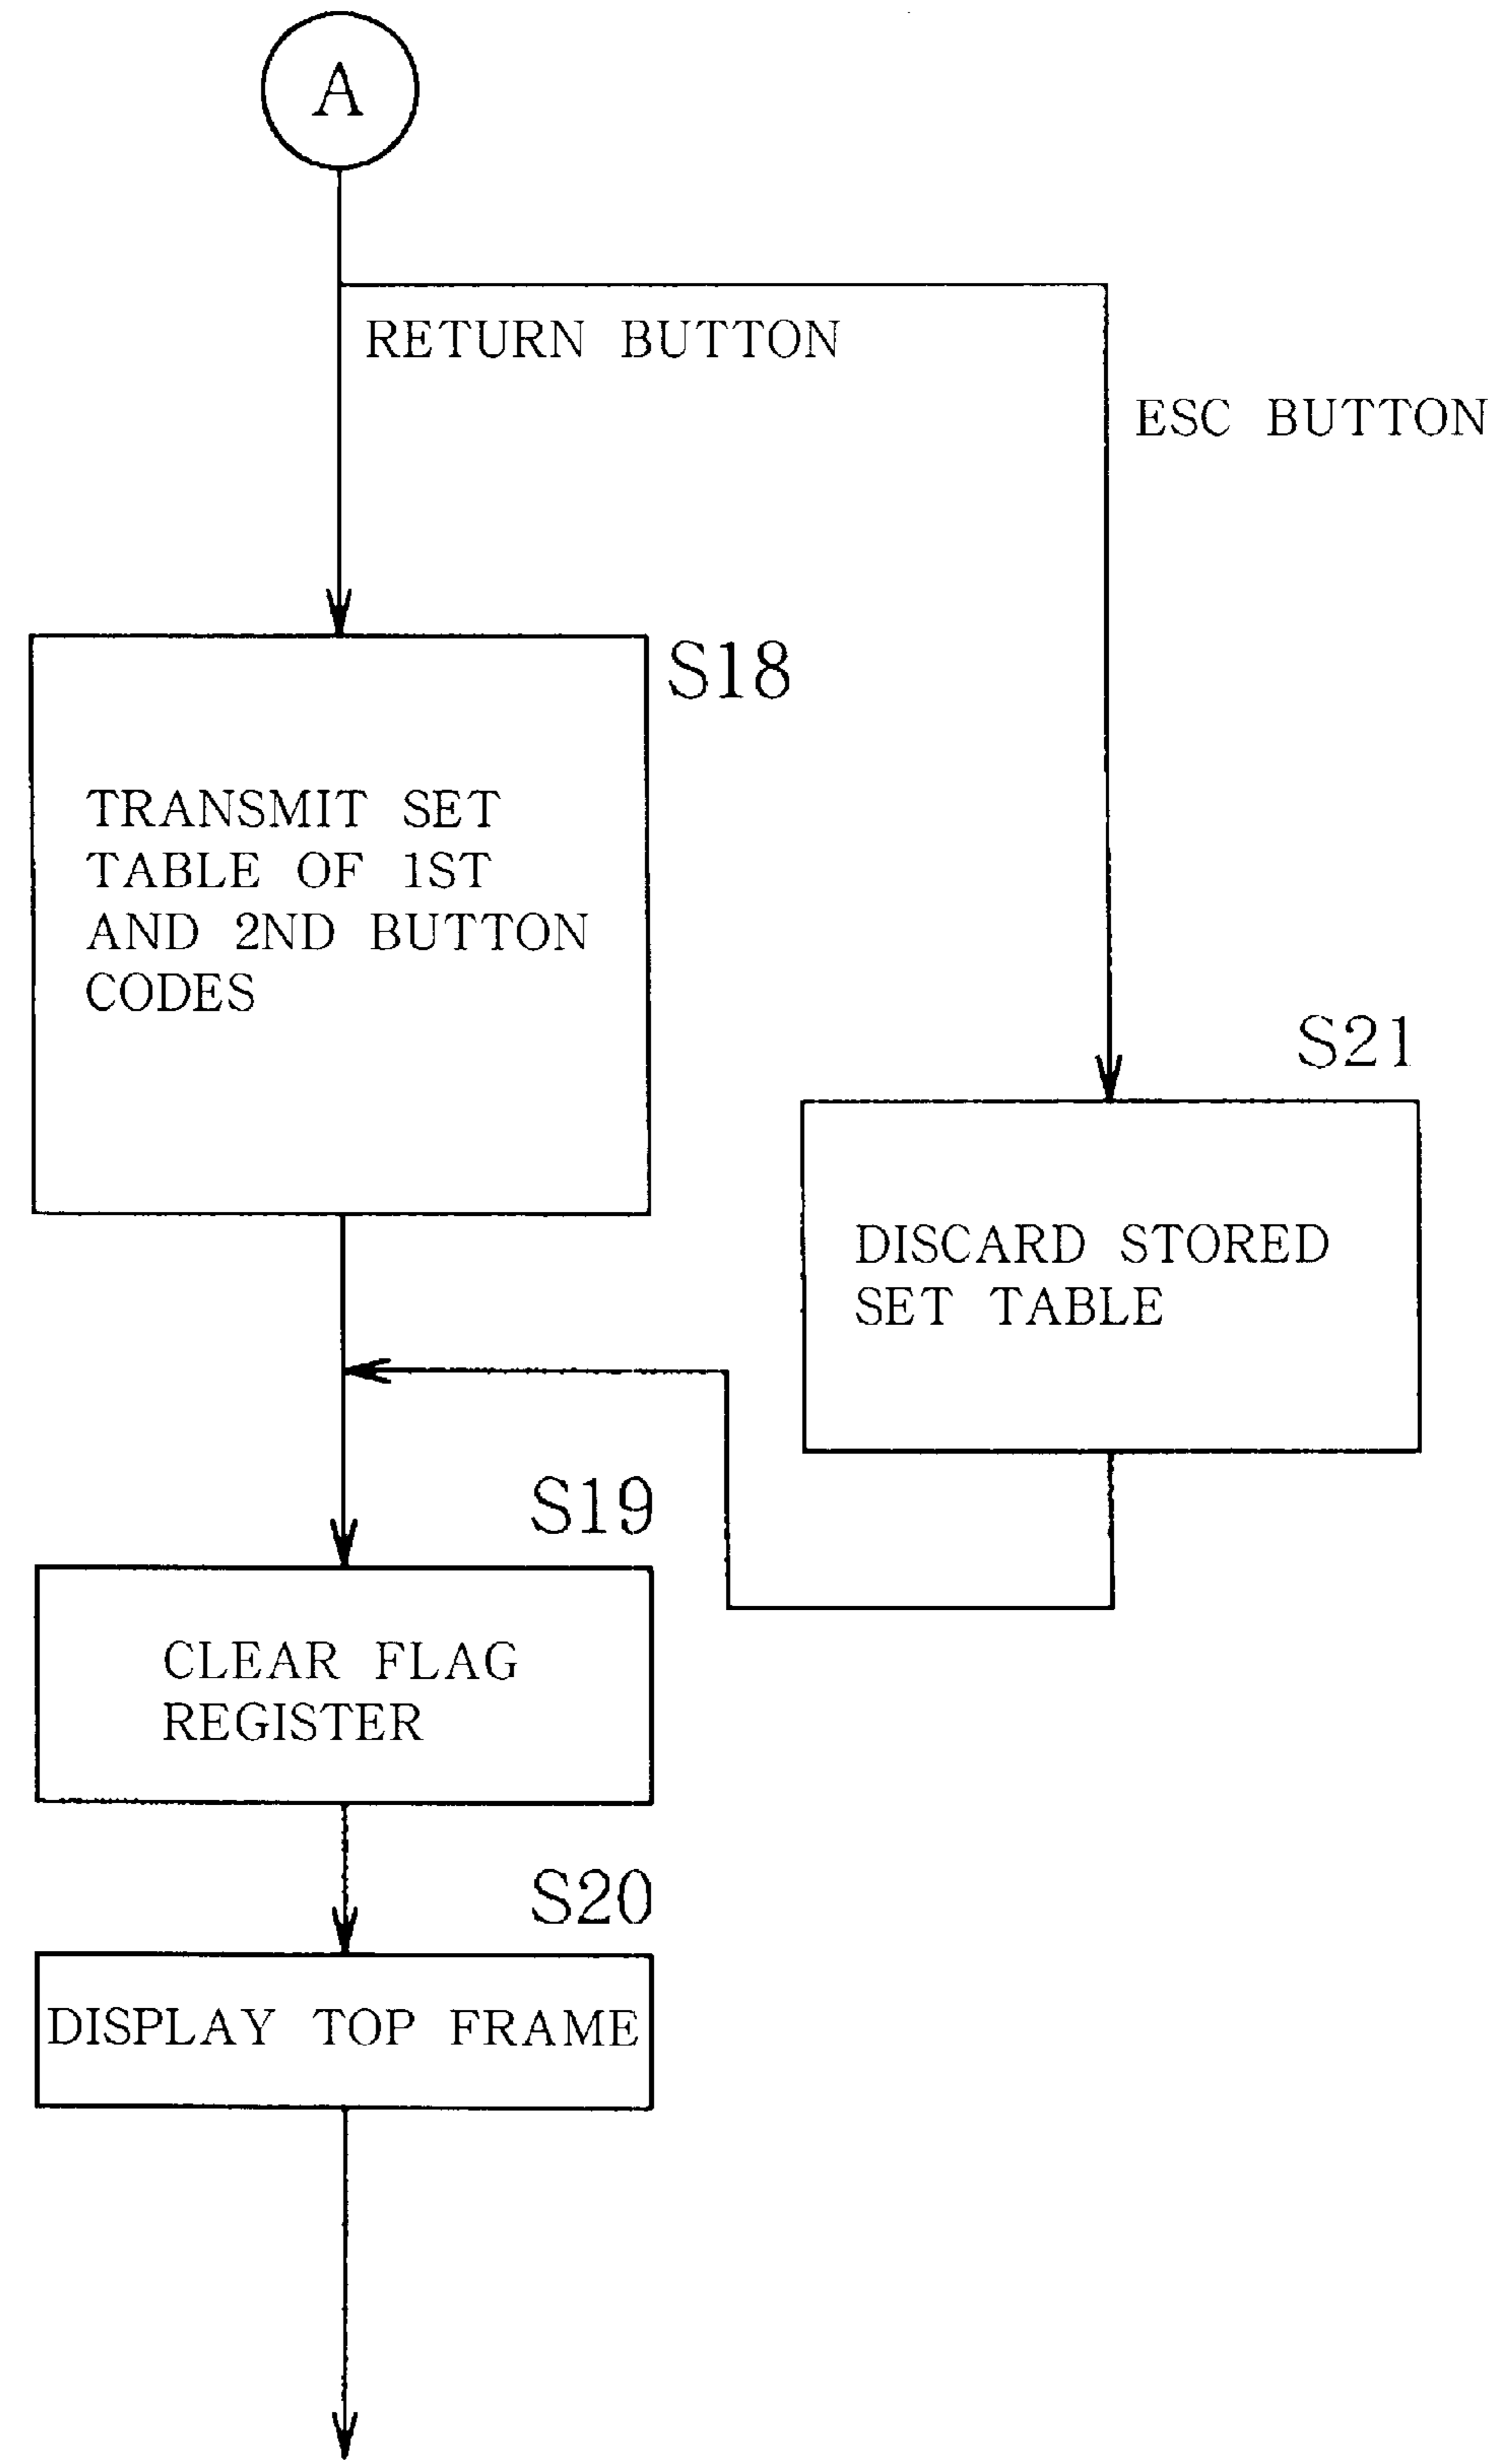 A
RETURN BUTTON
ESC BUTTON
S18
TRANSMIT SET
TABLE OF 1ST
AND 2ND BUTTON
CODES
S21
DISCARD STORED
SET TABLE
S19
CLEAR FLAG
REGISTER
S20
DISPLAY TOP FRAME